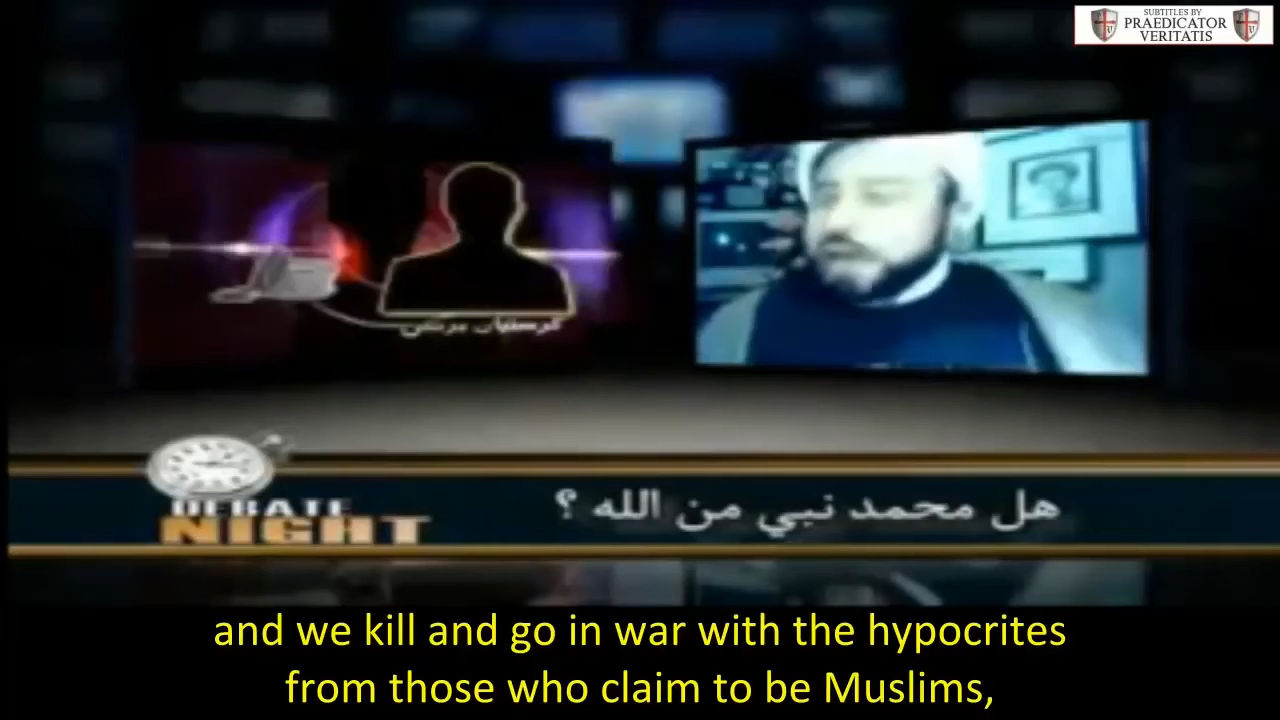 SUBTITLES BY
PRAEDICATOR
VERITATIS
DEBATE
NIGHT
هل محمد نبي من الله ؟
and we kill and go in war with the hypocrites
from those who claim to be Muslims,